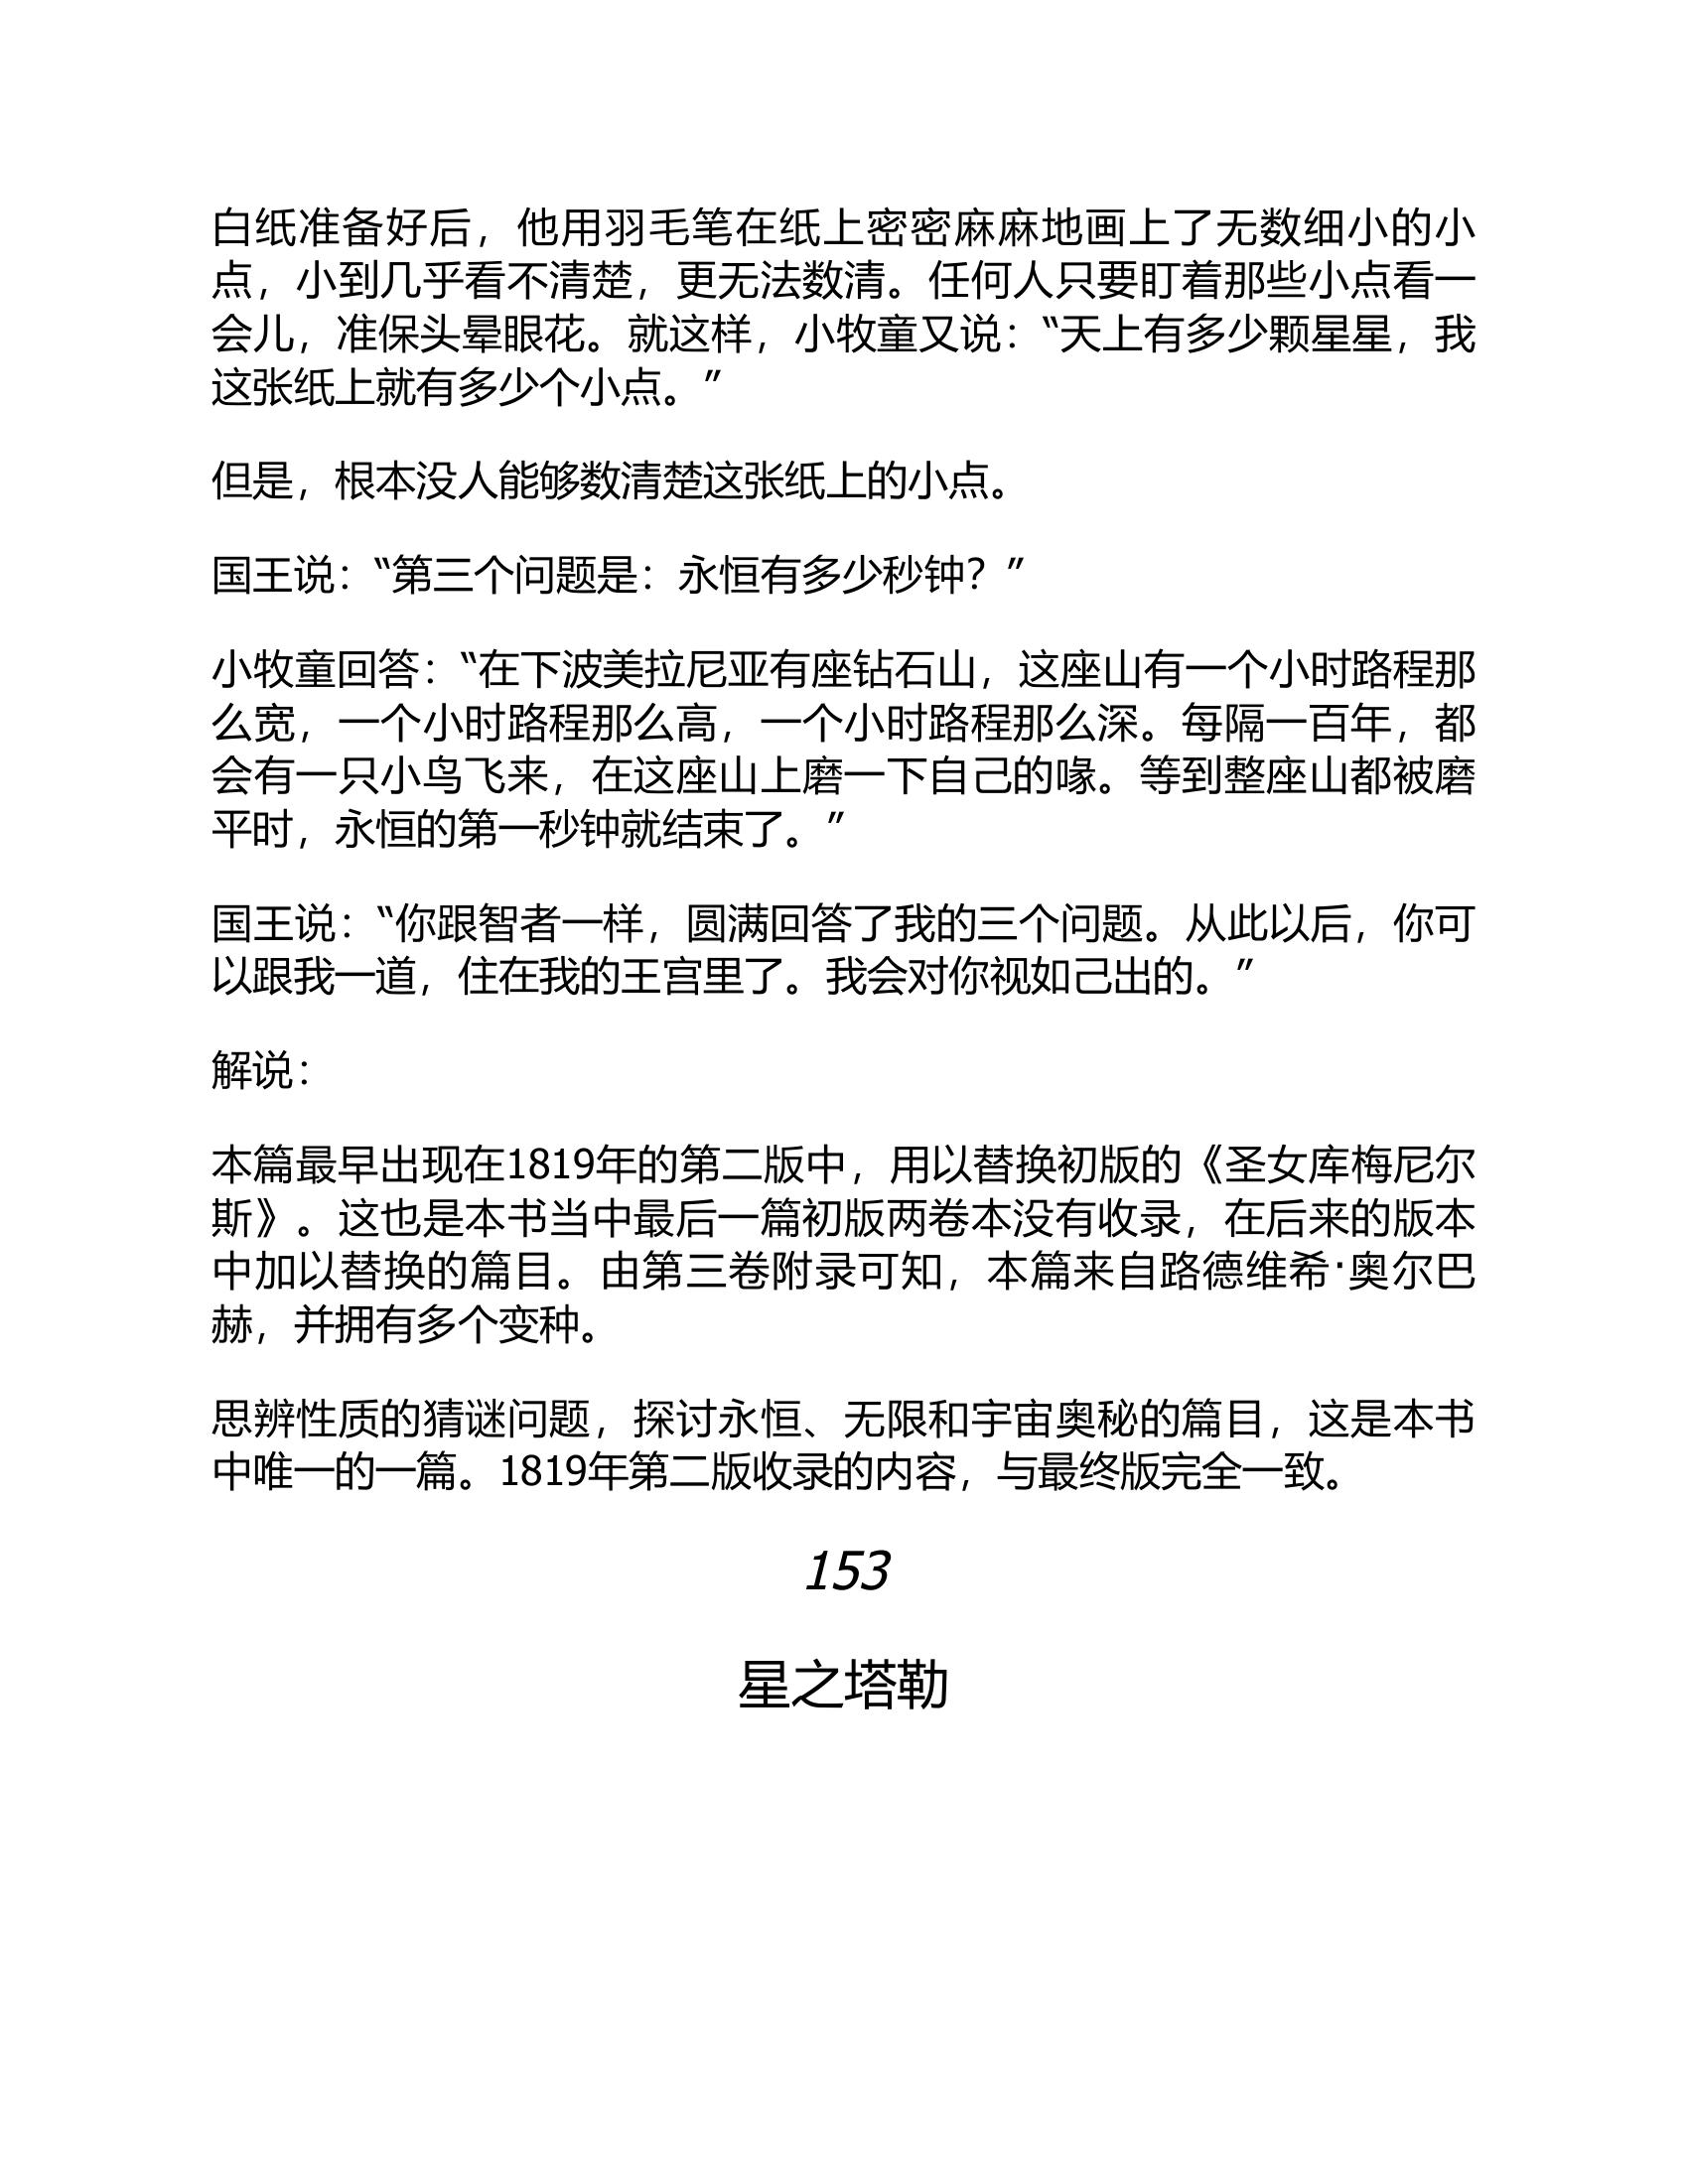 白纸准备好后，他用羽毛笔在纸上密密麻麻地画上了无数细小的小
点，小到几乎看不清楚，更无法数清。任何人只要盯着那些小点看一
会儿，准保头晕眼花。就这样，小牧童又说：“天上有多少颗星星，我
这张纸上就有多少个小点。”
但是，根本没人能够数清楚这张纸上的小点。
国王说：“第三个问题是：永恒有多少秒钟？”
小牧童回答：“在下波美拉尼亚有座钻石山，这座山有一个小时路程那
么宽，一个小时路程那么高，一个小时路程那么深。每隔一百年，都
会有一只小鸟飞来，在这座山上磨一下自己的喙。等到整座山都被磨
平时，永恒的第一秒钟就结束了。”
国王说：“你跟智者一样，圆满回答了我的三个问题。从此以后，你可
以跟我一道，住在我的王宫里了。我会对你视如己出的。”
解说：
本篇最早出现在1819年的第二版中，用以替换初版的《圣女库梅尼尔
斯》。这也是本书当中最后一篇初版两卷本没有收录，在后来的版本
中加以替换的篇目。由第三卷附录可知，本篇来自路德维希·奥尔巴
赫，并拥有多个变种。
思辨性质的猜谜问题，探讨永恒、无限和宇宙奥秘的篇目，这是本书
中唯一的一篇。1819年第二版收录的内容，与最终版完全一致。
153
星之塔勒